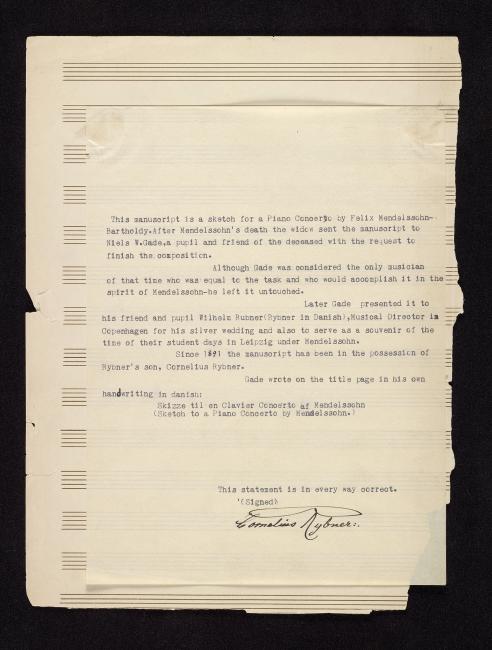 This manuscript is a sketch for a Piano Concerto by Felix Mendelssohn-
Bartholdy.After Mendelssohn's death the widow sent the manuscript to
Niels W.Gade,a pupil and friend of the deceased with the request to
finish the composition.
Although Gade was considered the only musician
of that time who was equal to the task and who would accomplish it in the
spirit of Mendelssohn-he left it untouched.
Later Gade presented it to
his friend and pupil Wilhelm Rubner(Rybner in Danish),Musical Director in
Copenhagen for his silver wedding and also to serve as a souvenir of the
time of their student days in Leipzig under Mendelssohn.
Since 1891 the manuscript has been in the possession of
Rybner's son, Cornelius Rybner.
Gade wrote on the title page in his own
handwriting in danish:
Skizze til en Clavier Concerto af Mendelssohn
(Sketch to a Piano Concerto by Mendelssohn.)
This statement is in every way correct.
(Signed)
Cornelius Rybner.